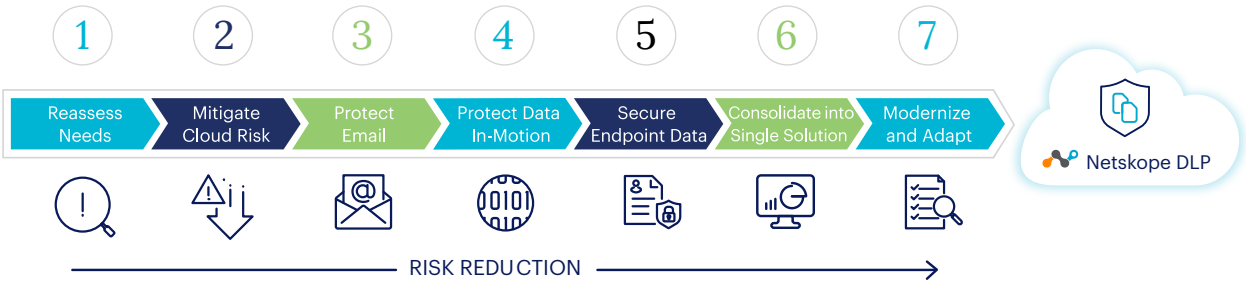 1
2
3
4
5
6
7
Reassess
Needs
Mitigate
Cloud Risk
Protect
Email
Protect Data
In-Motion
Secure
Endpoint Data
Consolidate into
Single Solution
Modernize
and Adapt
Netskope DLP
@
0101
RISK REDUCTION